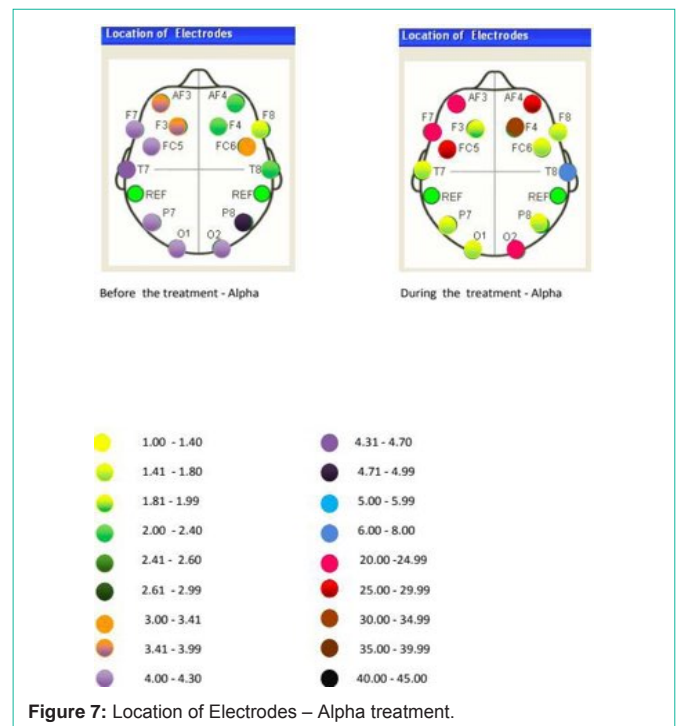 Location of Electrodes
AF3 AF4
F7 F8
F3 F4
FC5 FC6
T7 T8
REF REF
P7 P8
O1 O2
Before the treatment - Alpha
Location of Electrodes
AF3 AF4
F7 F8
F3 F4
FC5 FC6
T7 T8
REF REF
P7 P8
O1 O2
During the treatment - Alpha
1.00 - 1.40
1.41 - 1.80
1.81 - 1.99
2.00 - 2.40
2.41 - 2.60
2.61 - 2.99
3.00 - 3.41
3.41 - 3.99
4.00 - 4.30
4.31 - 4.70
4.71 - 4.99
5.00 - 5.99
6.00 - 8.00
20.00 -24.99
25.00 - 29.99
30.00 - 34.99
35.00 - 39.99
40.00 - 45.00
Figure 7: Location of Electrodes – Alpha treatment.